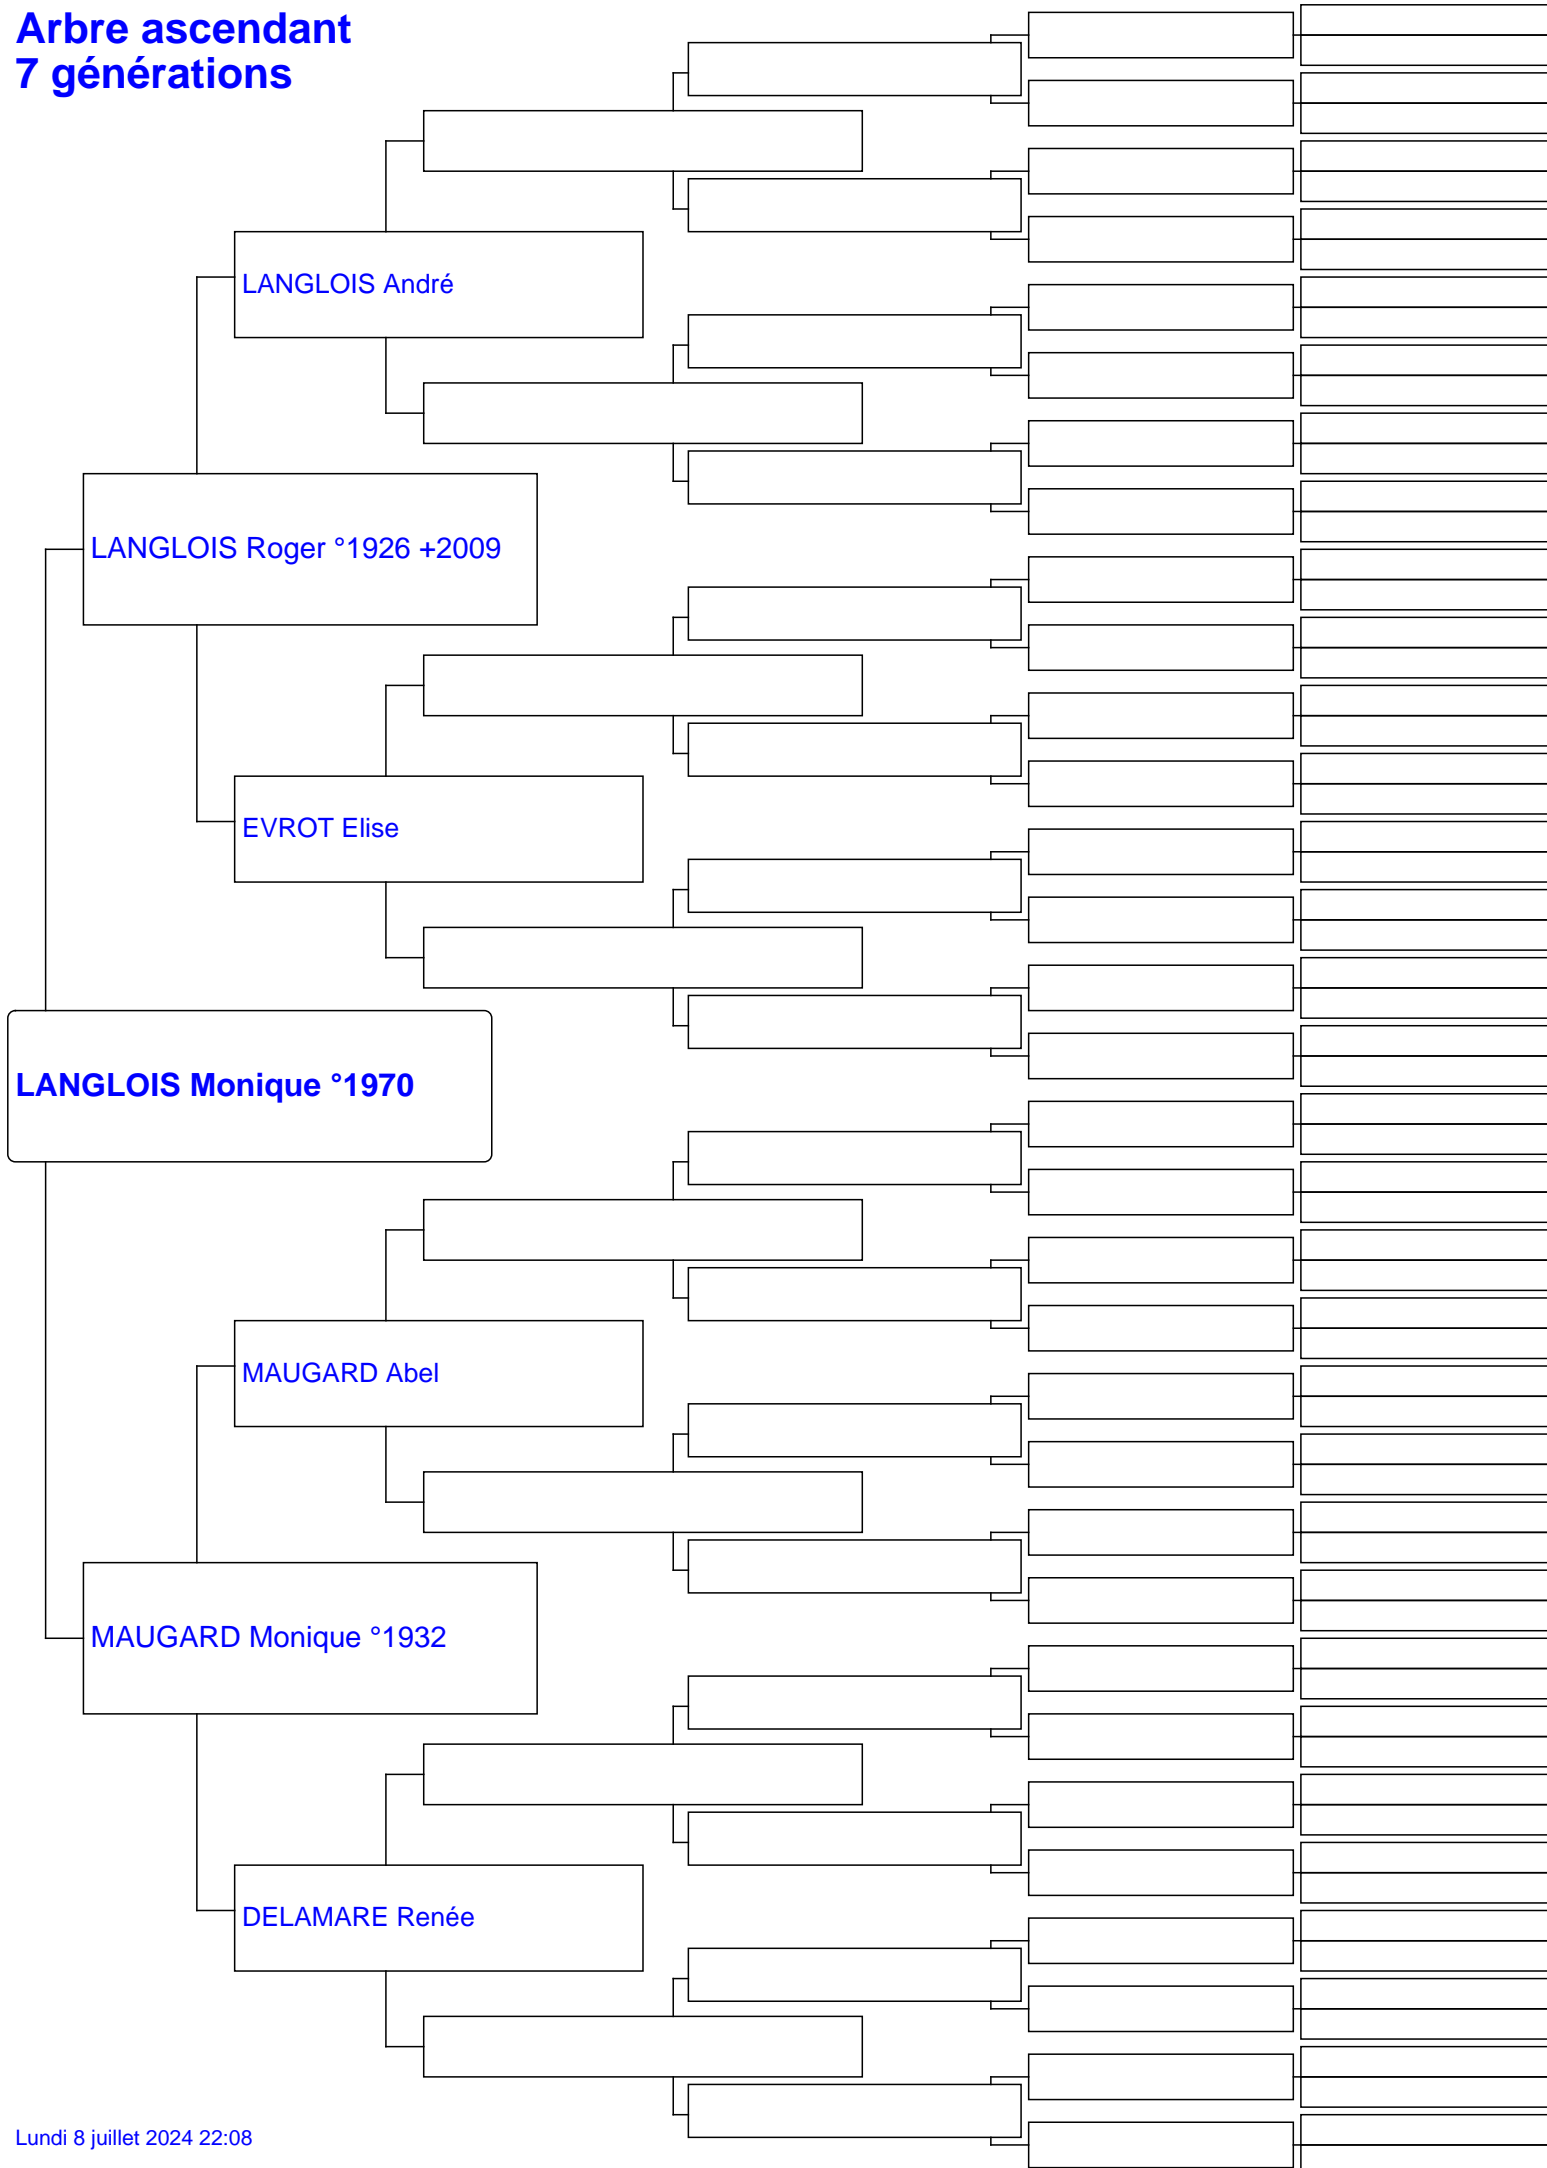 Arbre ascendant
7 générations
LANGLOIS André
LANGLOIS Roger °1926 +2009
EVROT Elise
LANGLOIS Monique °1970
MAUGARD Abel
MAUGARD Monique °1932
DELAMARE Renée
Lundi 8 juillet 2024 22:08